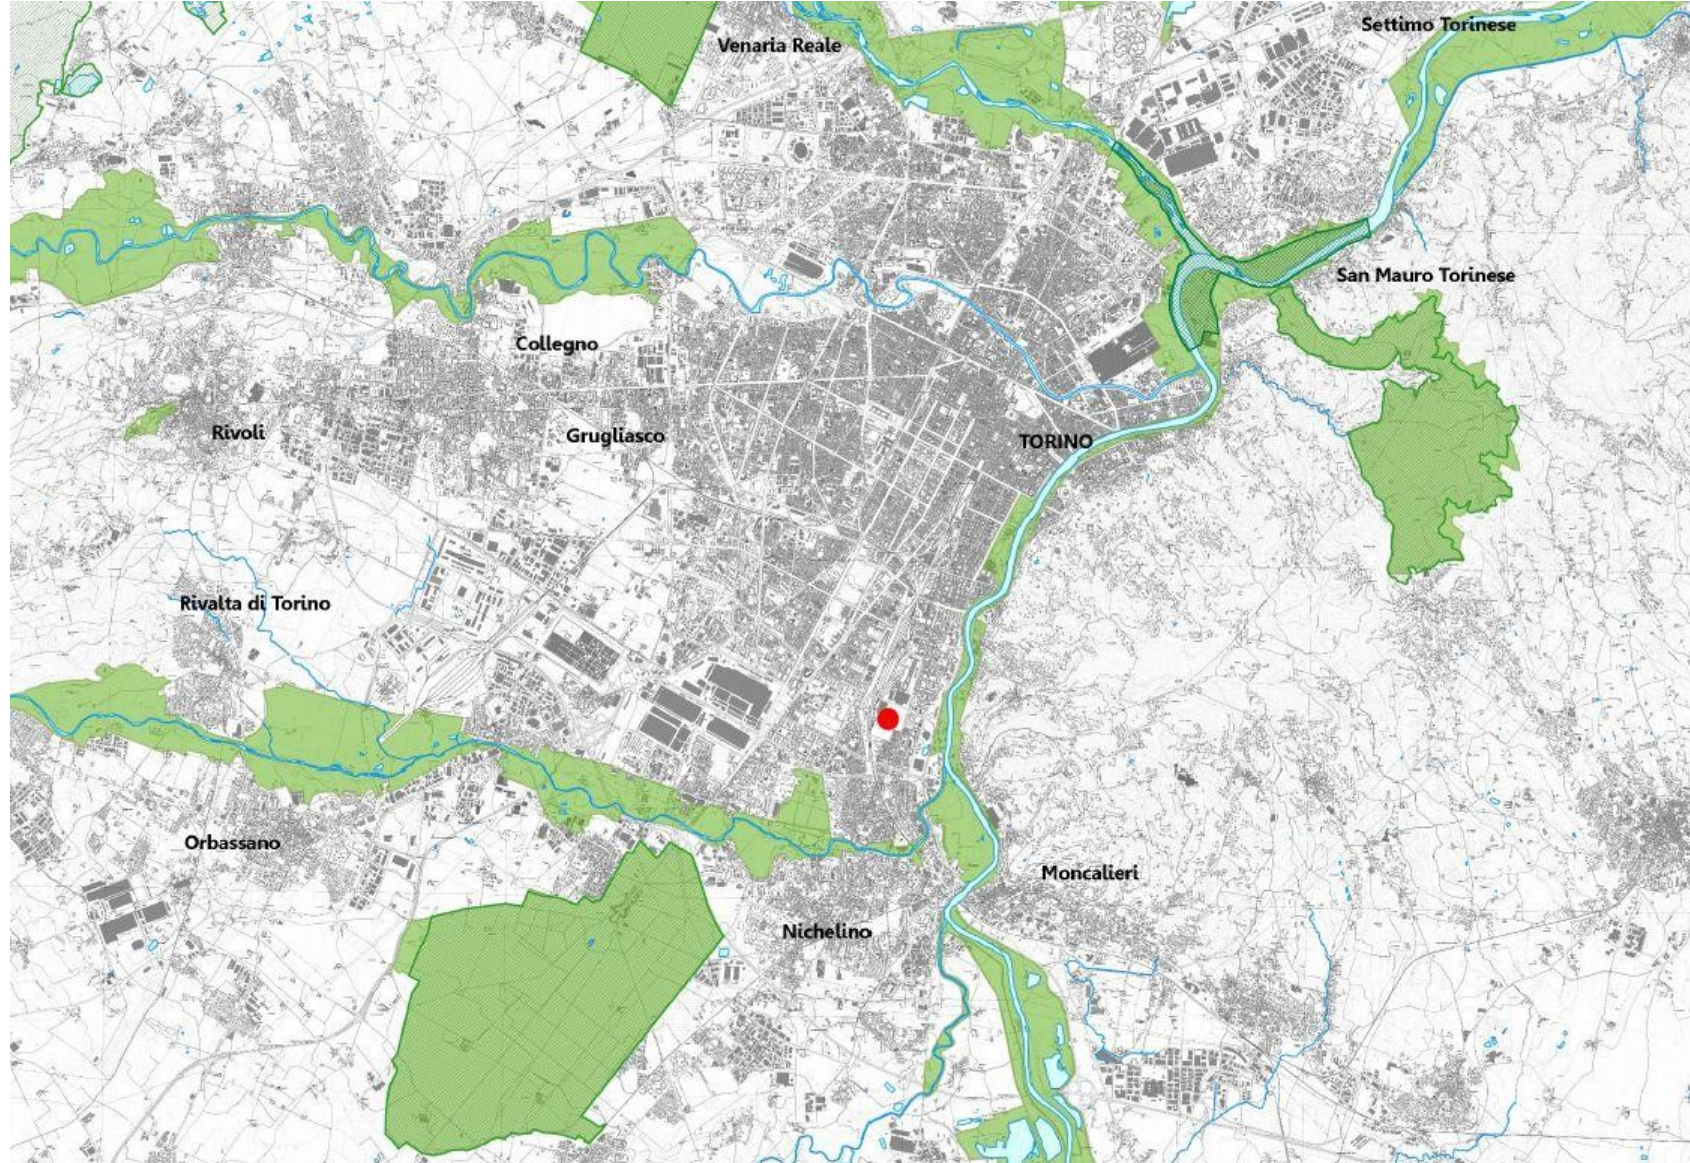 Settimo Torinese
Venaria Reale
San Mauro Torinese
Collegno
Rivoli
Grugliasco
TORINO
Rivalta di Torino
Orbassano
Moncalieri
Nichelino